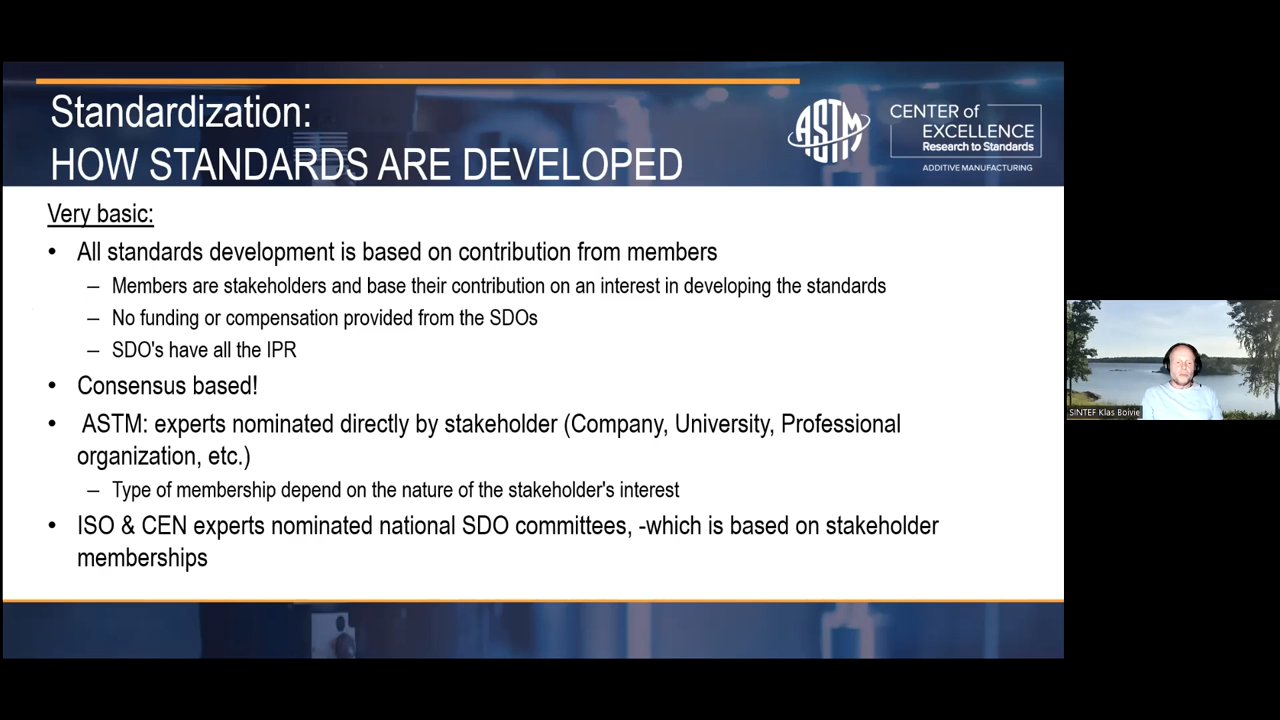 Standardization:
HOW STANDARDS ARE DEVELOPED
ASTM
CENTER of
EXCELLENCE
Research to Standards
ADDITIVE MANUFACTURING
Very basic:
• All standards development is based on contribution from members
– Members are stakeholders and base their contribution on an interest in developing the standards
– No funding or compensation provided from the SDOs
– SDO's have all the IPR
• Consensus based!
• ASTM: experts nominated directly by stakeholder (Company, University, Professional
organization, etc.)
– Type of membership depend on the nature of the stakeholder's interest
• ISO & CEN experts nominated national SDO committees, -which is based on stakeholder
memberships
SINTEF Klas Boivie